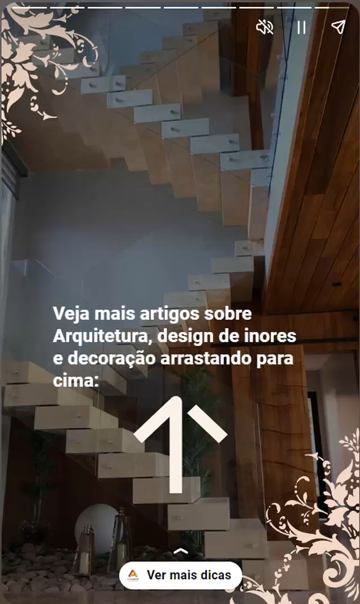 Veja mais artigos sobre
Arquitetura, design de inores
e decoração arrastando para
cima:
Ver mais dicas